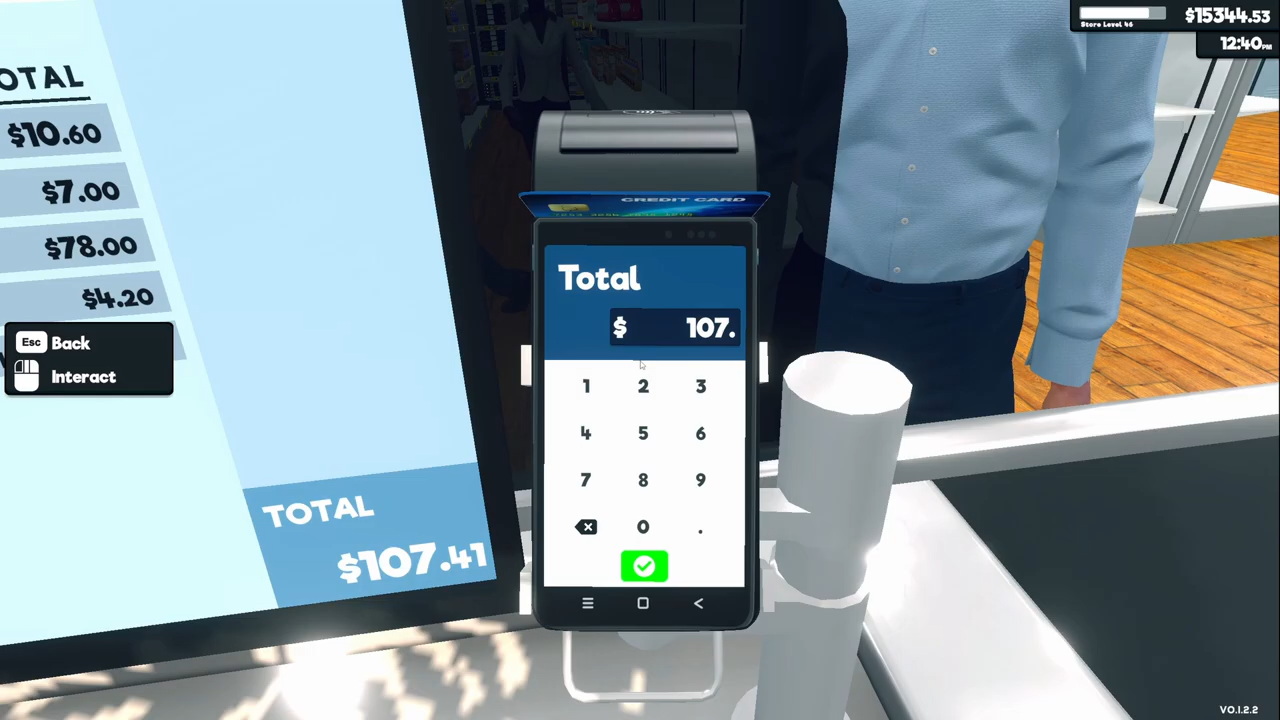 $15344.53
Store Level 46
12:40PM
OTAL
$10.60
$7.00
$78.00
$4.20
Esc Back
Interact
CREDIT CARD
Total
$ 107.
1 2 3
4 5 6
7 8 9
0 .
TOTAL
$107.41
V0.1.2.2